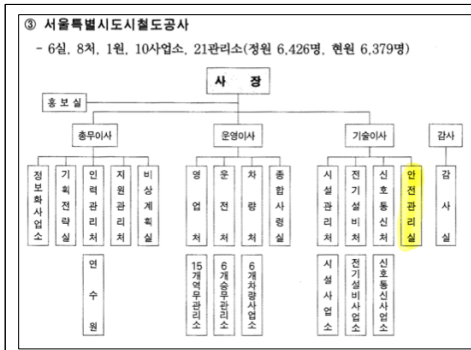 ③ 서울특별시도시철도공사
- 6실, 8처, 1원, 10사업소, 21관리소(정원 6,426명, 현원 6,379명)
사 장
홍보실
총무이사 운영이사 기술이사 감사
정보화사업소 기획전략실 인력관리처 지원관리처 비상계획실 영업처 운전처 차량처 종합사령실 시설관리처 전기설비처 신호통신처 안전관리실 감사실
연수원 15개역무관리소 6개승무관리소 6개차량사업소 시설사업소 전기설비사업소 신호통신사업소